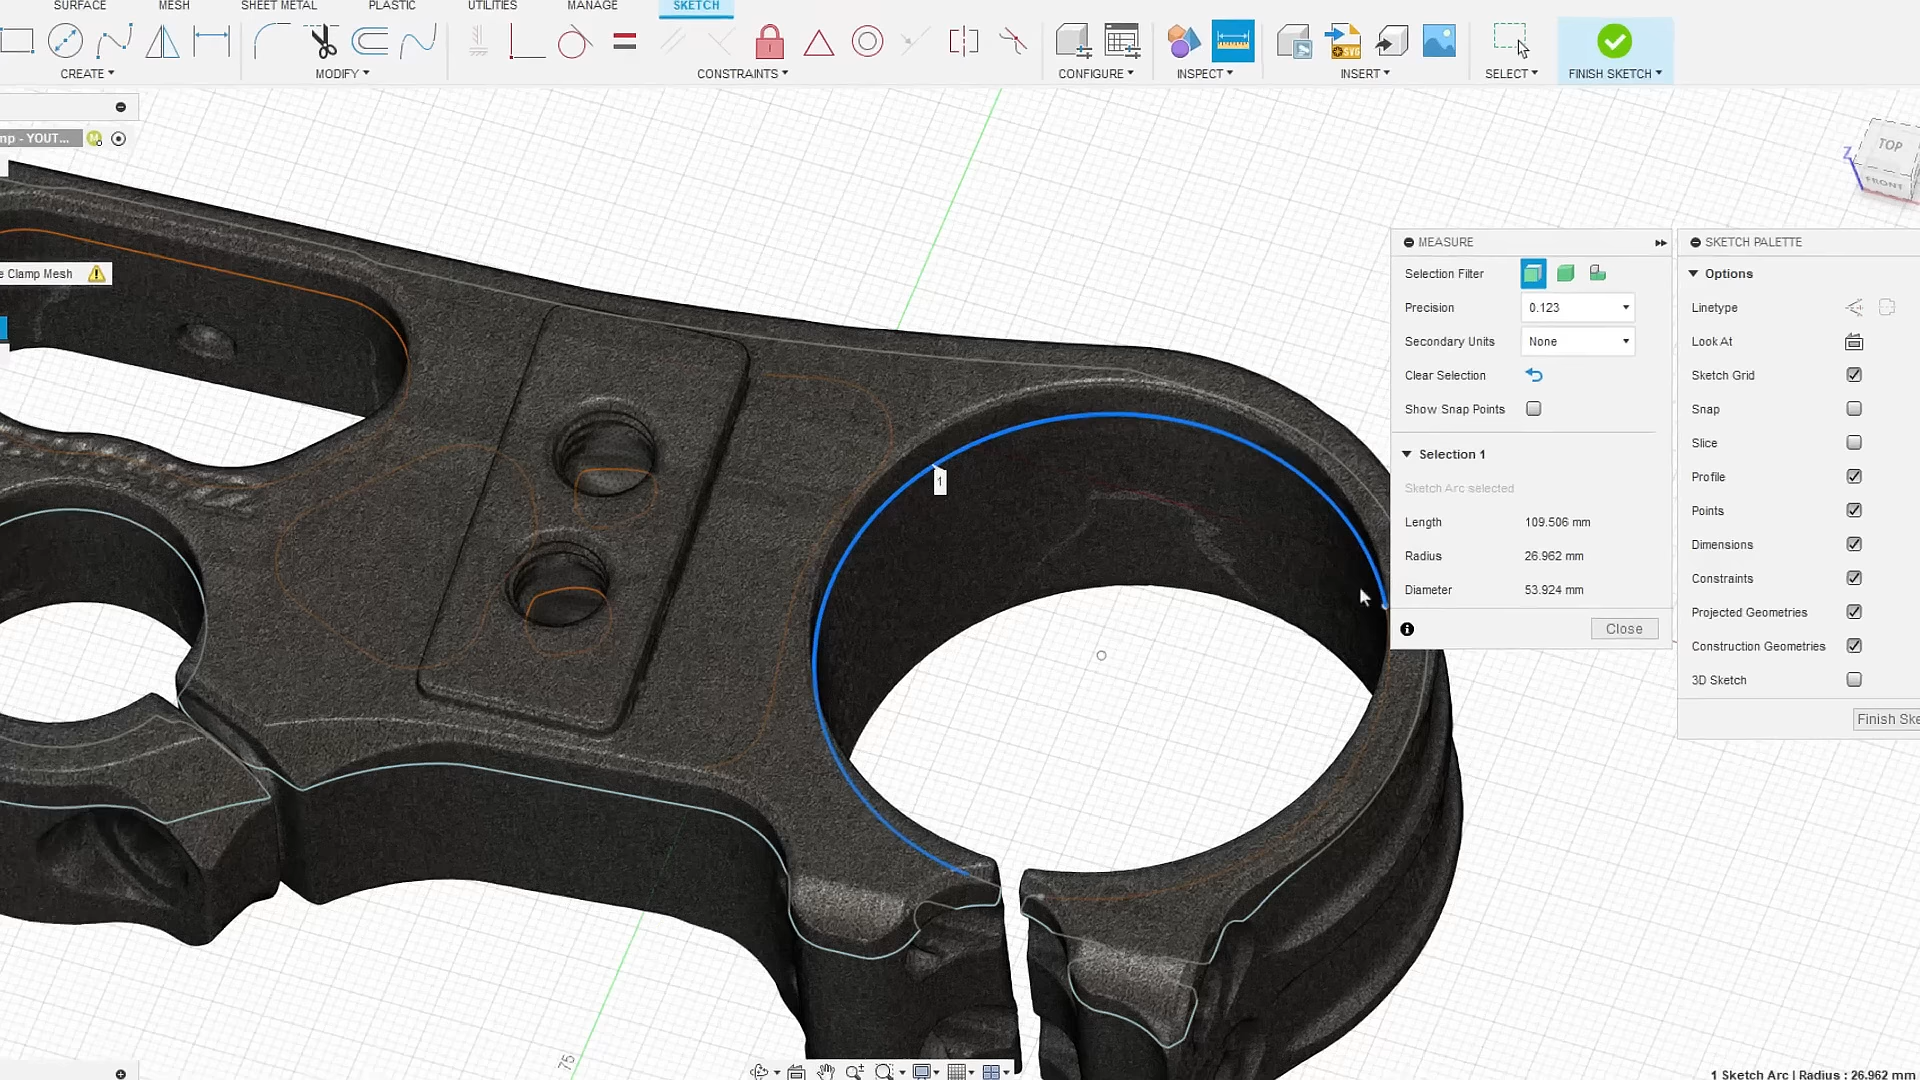 SURFACE MESH SHEET METAL PLASTIC UTILITIES MANAGE SKETCH
CREATE MODIFY CONSTRAINTS CONFIGURE INSPECT INSERT SELECT FINISH SKETCH
SVG
mp - YOUT...
M
e Clamp Mesh
TOP
FRONT
Z
MEASURE
Selection Filter
Precision 0.123
Secondary Units None
Clear Selection
Show Snap Points
Selection 1
Sketch Arc selected
Length 109.506 mm
Radius 26.962 mm
Diameter 53.924 mm
Close
SKETCH PALETTE
Options
Linetype
Look At
Sketch Grid
Snap
Slice
Profile
Points
Dimensions
Constraints
Projected Geometries
Construction Geometries
3D Sketch
Finish Ske
1
75
1 Sketch Arc | Radius : 26.962 mm